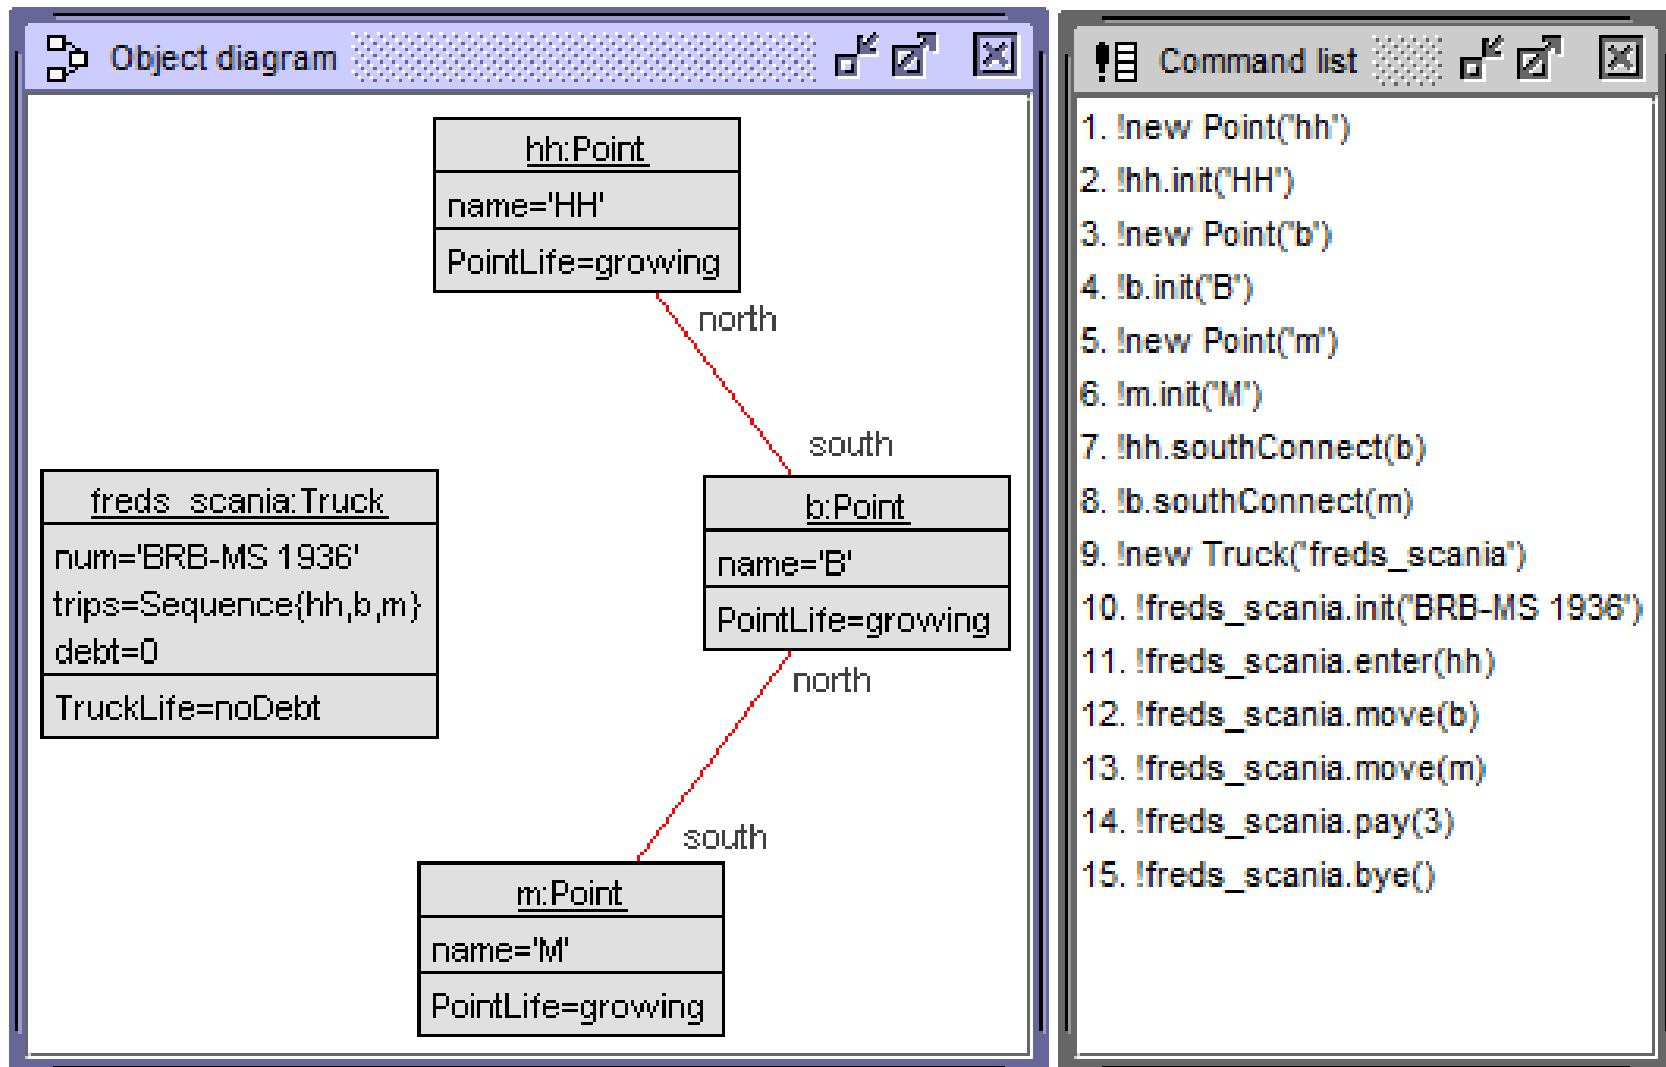 Object diagram
hh:Point
name='HH'
PointLife=growing
north
south
freds_scania:Truck
num='BRB-MS 1936'
trips=Sequence{hh,b,m}
debt=0
TruckLife=noDebt
b:Point
name='B'
PointLife=growing
north
south
m:Point
name='M'
PointLife=growing
Command list
1. !new Point('hh')
2. !hh.init('HH')
3. !new Point('b')
4. !b.init('B')
5. !new Point('m')
6. !m.init('M')
7. !hh.southConnect(b)
8. !b.southConnect(m)
9. !new Truck('freds_scania')
10. !freds_scania.init('BRB-MS 1936')
11. !freds_scania.enter(hh)
12. !freds_scania.move(b)
13. !freds_scania.move(m)
14. !freds_scania.pay(3)
15. !freds_scania.bye()